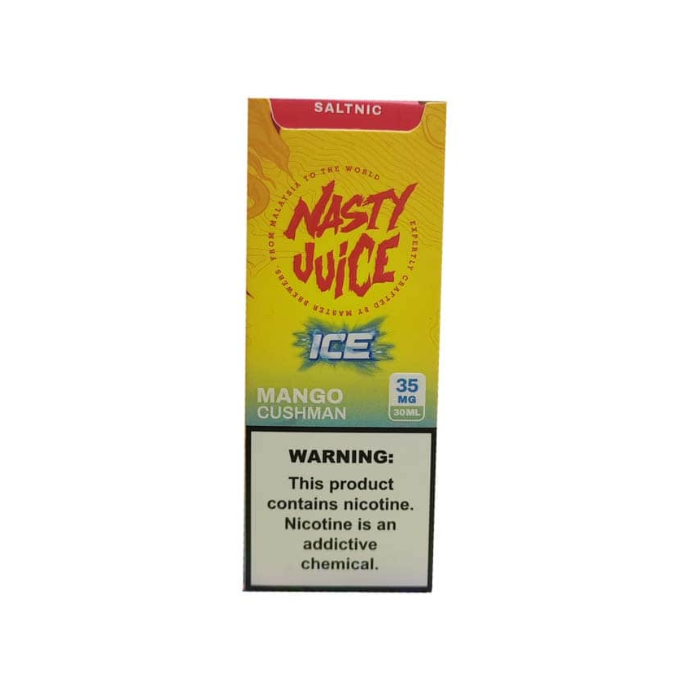 SALTNIC
FROM MALAYSIA TO THE WORLD
NASTY
JUICE
EXPERTLY CRAFTED BY MASTER BREWERS.
ICE
MANGO
CUSHMAN
35
MG
30ML
WARNING:
This product
contains nicotine.
Nicotine is an
addictive
chemical.